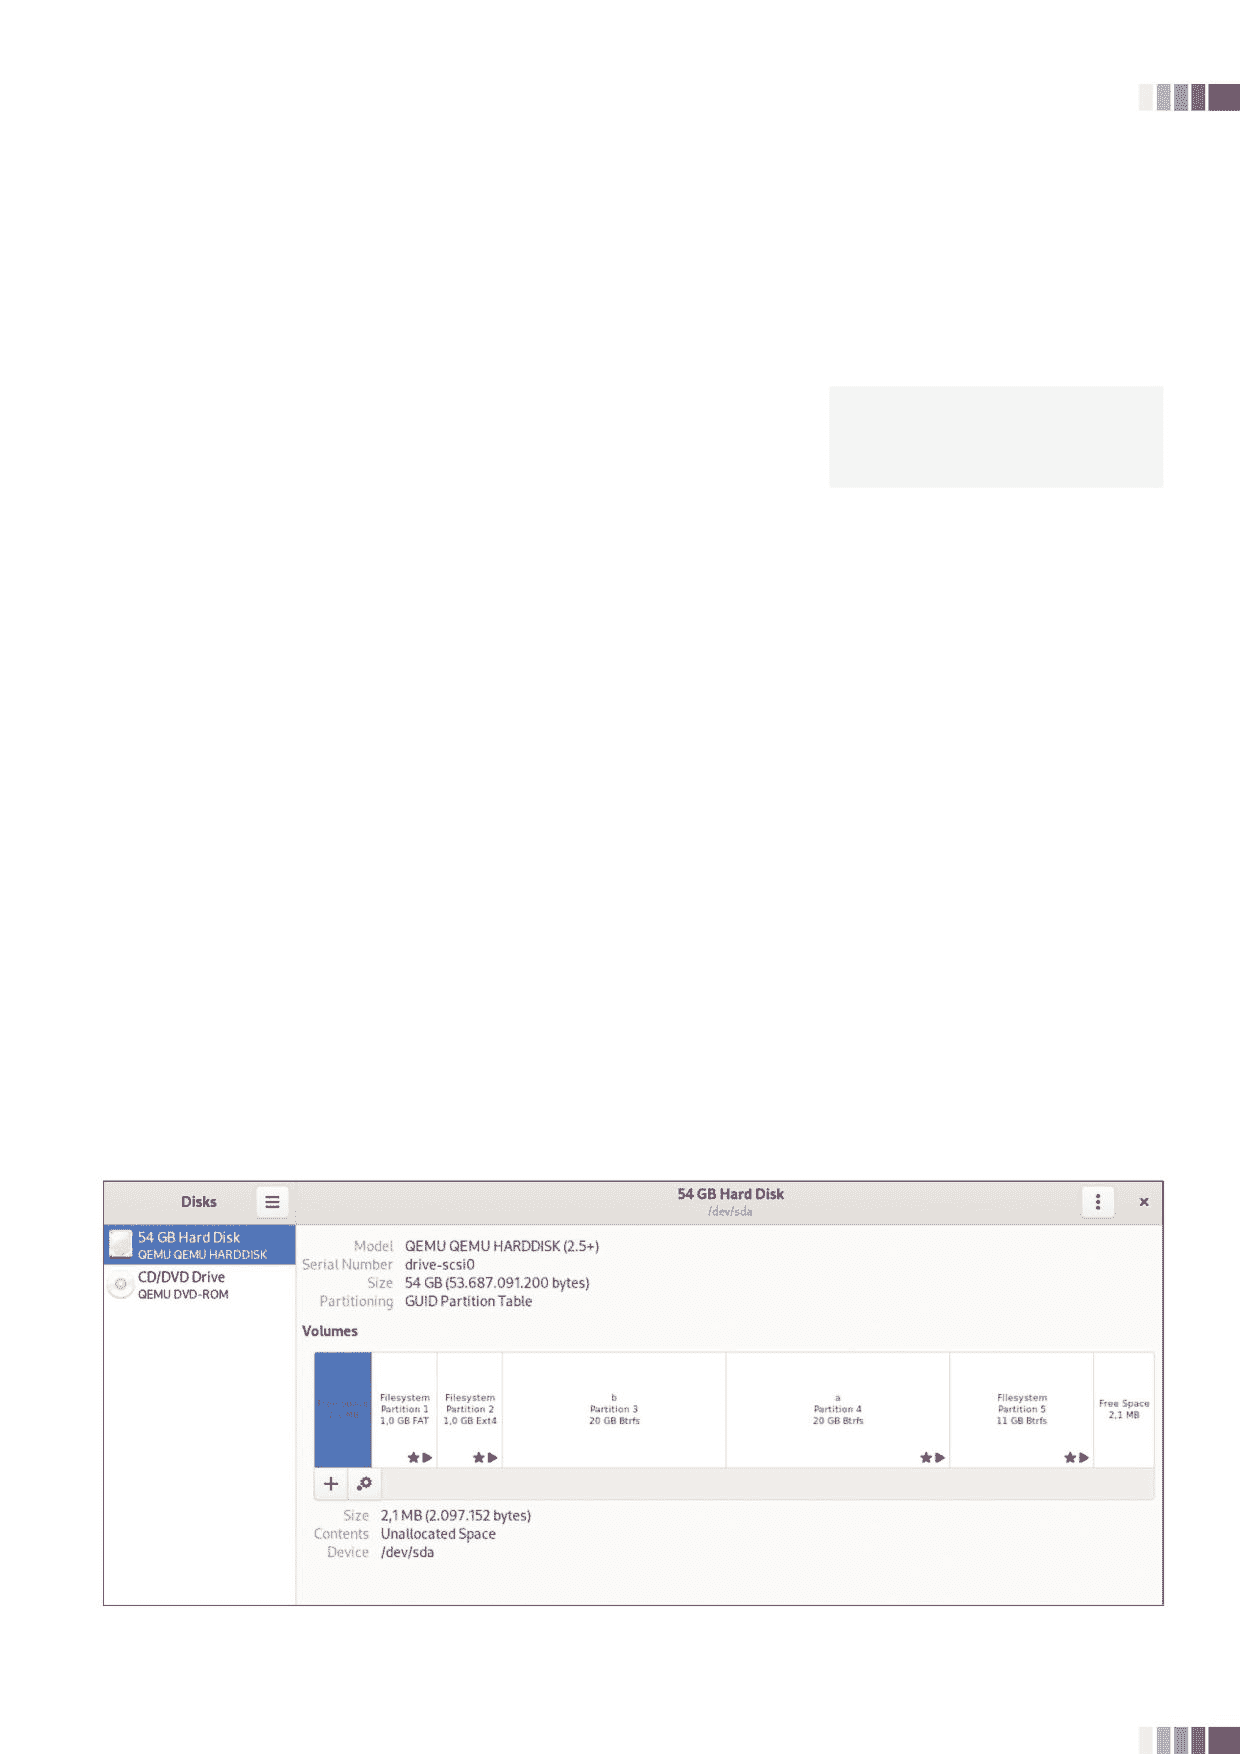 Disks
54 GB Hard Disk
/dev/sda
54 GB Hard Disk
QEMU QEMU HARDDISK
CD/DVD Drive
QEMU DVD-ROM
Model QEMU QEMU HARDDISK (2.5+)
Serial Number drive-scsi0
Size 54 GB (53.687.091.200 bytes)
Partitioning GUID Partition Table
Volumes
Filesystem
Partition 1
1,0 GB FAT
Filesystem
Partition 2
1,0 GB Ext4
b
Partition 3
20 GB Btrfs
a
Partition 4
20 GB Btrfs
Filesystem
Partition 5
11 GB Btrfs
Free Space
2,1 MB
Size 2,1 MB (2.097.152 bytes)
Contents Unallocated Space
Device /dev/sda